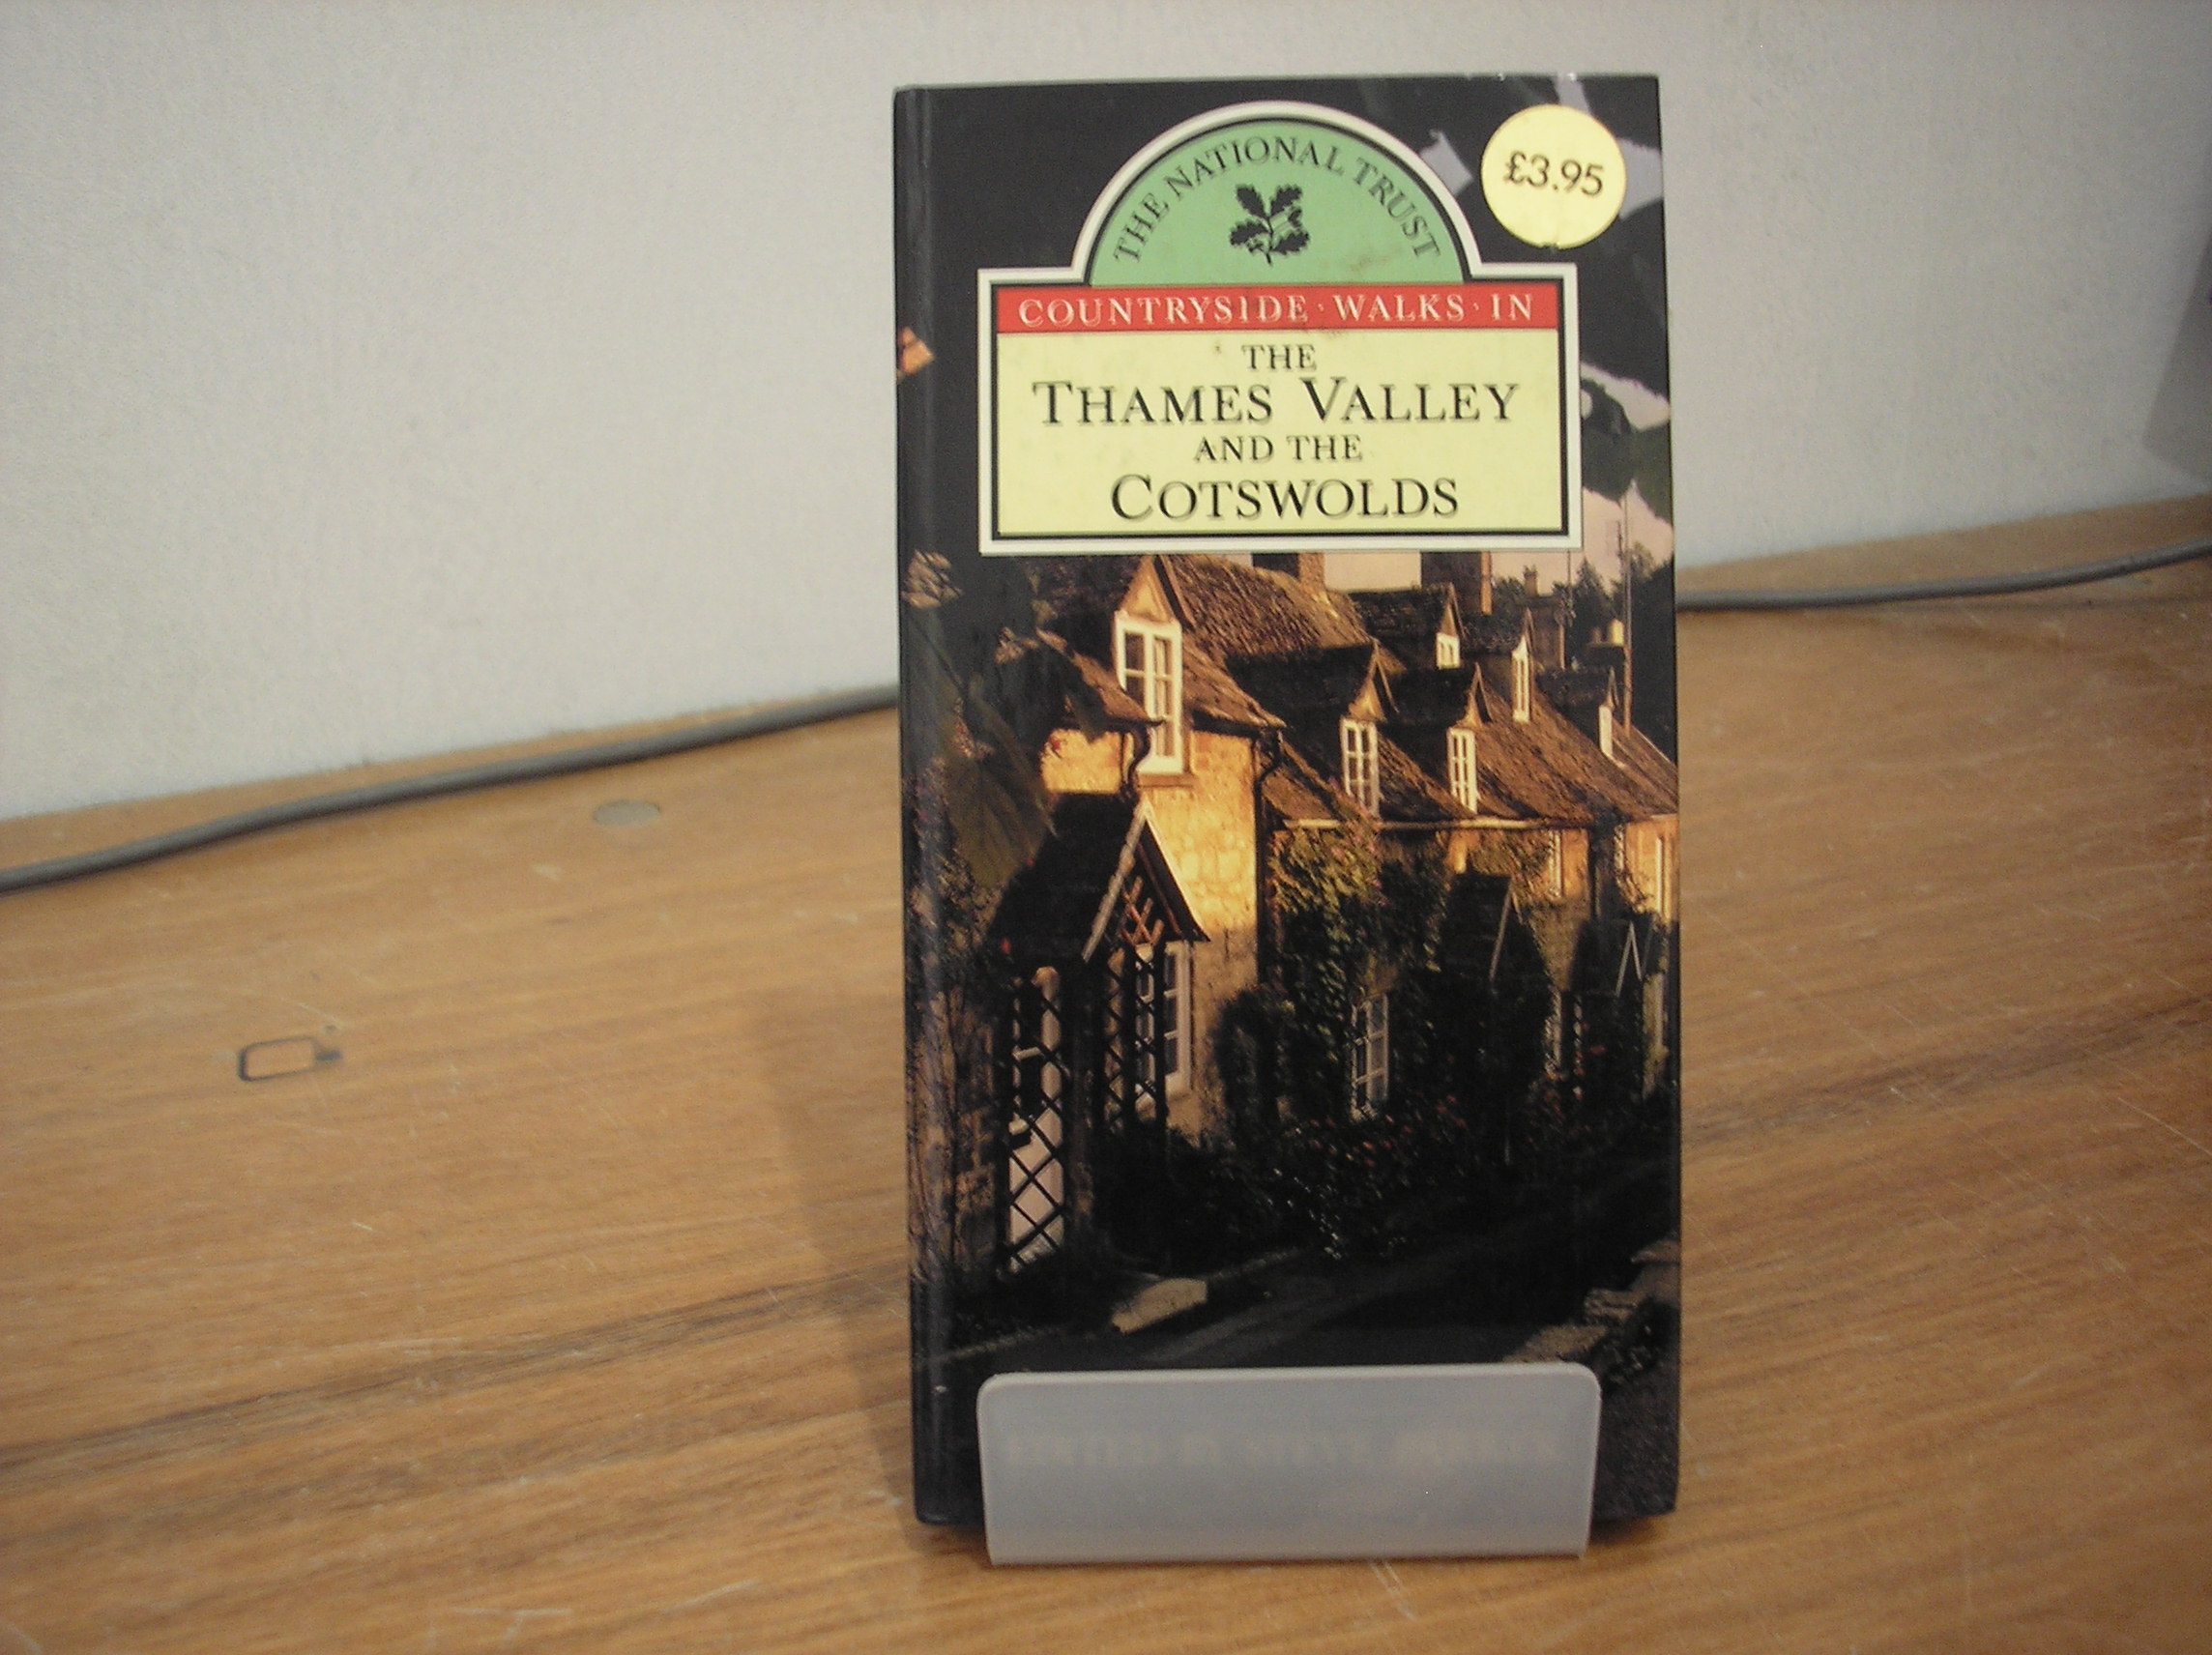 THE NATIONAL TRUST
£3.95
COUNTRYSIDE · WALKS · IN
THE
THAMES VALLEY
AND THE
COTSWOLDS